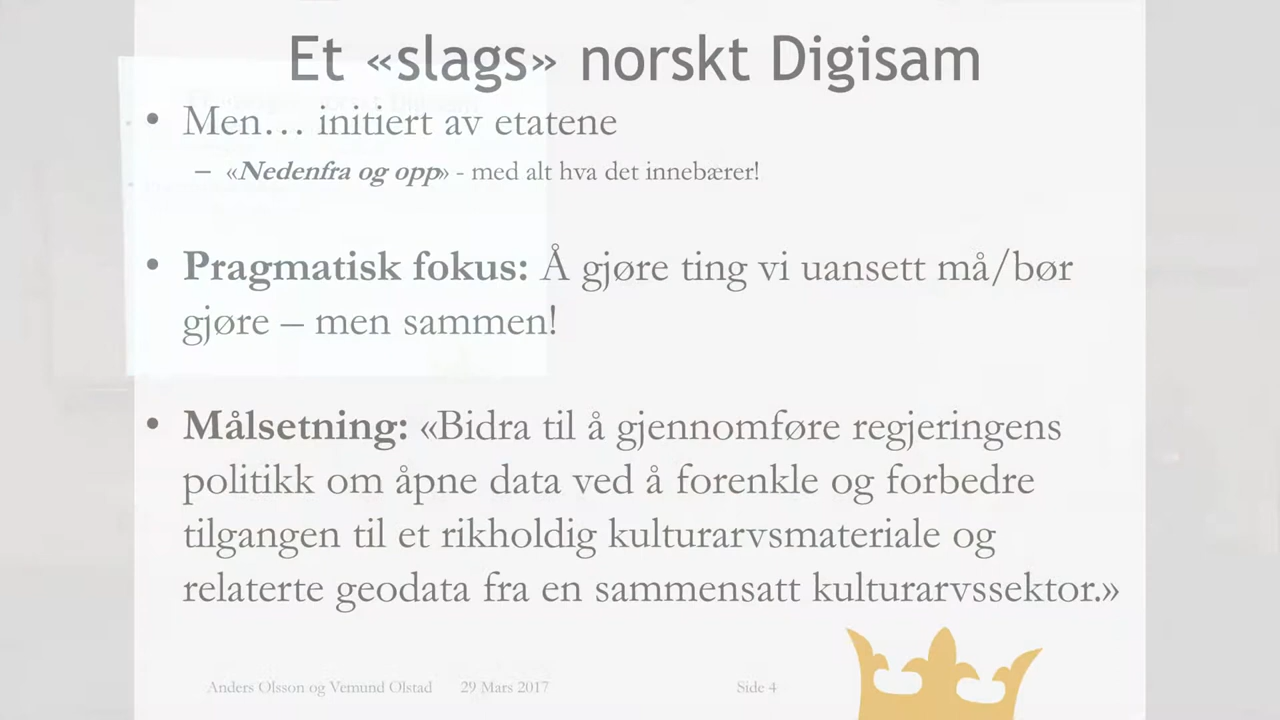 Et «slags» norskt Digisam
• Men… initiert av etatene
– «Nedenfra og opp» - med alt hva det innebærer!
• Pragmatisk fokus: Å gjøre ting vi uansett må/bør
gjøre – men sammen!
• Målsetning: «Bidra til å gjennomføre regjeringens
politikk om åpne data ved å forenkle og forbedre
tilgangen til et rikholdig kulturarvsmateriale og
relaterte geodata fra en sammensatt kulturarvssektor.»
Anders Olsson og Vemund Olstad 29 Mars 2017 Side 4